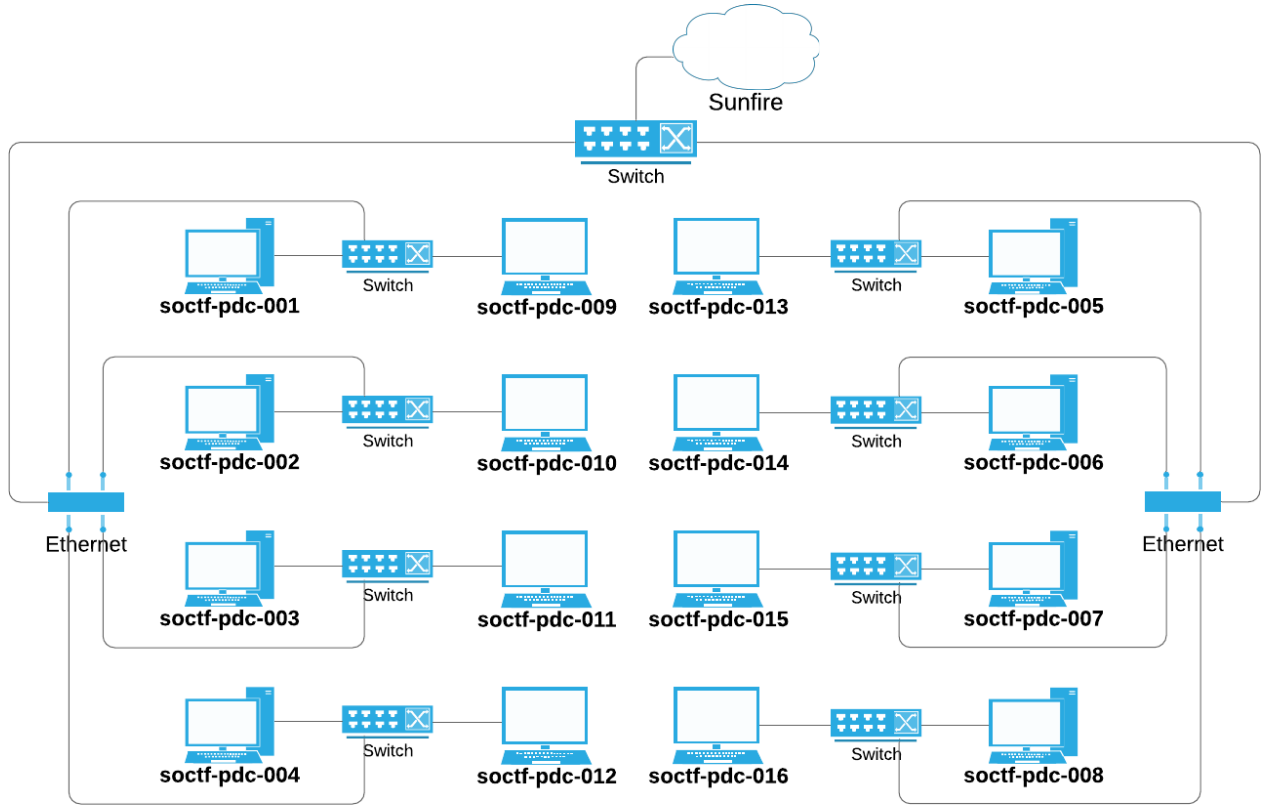 Sunfire
Switch
Switch
Switch
soctf-pdc-001
soctf-pdc-009
soctf-pdc-013
soctf-pdc-005
Switch
Switch
soctf-pdc-002
soctf-pdc-010
soctf-pdc-014
soctf-pdc-006
Ethernet
Ethernet
Switch
Switch
soctf-pdc-003
soctf-pdc-011
soctf-pdc-015
soctf-pdc-007
Switch
Switch
soctf-pdc-004
soctf-pdc-012
soctf-pdc-016
soctf-pdc-008